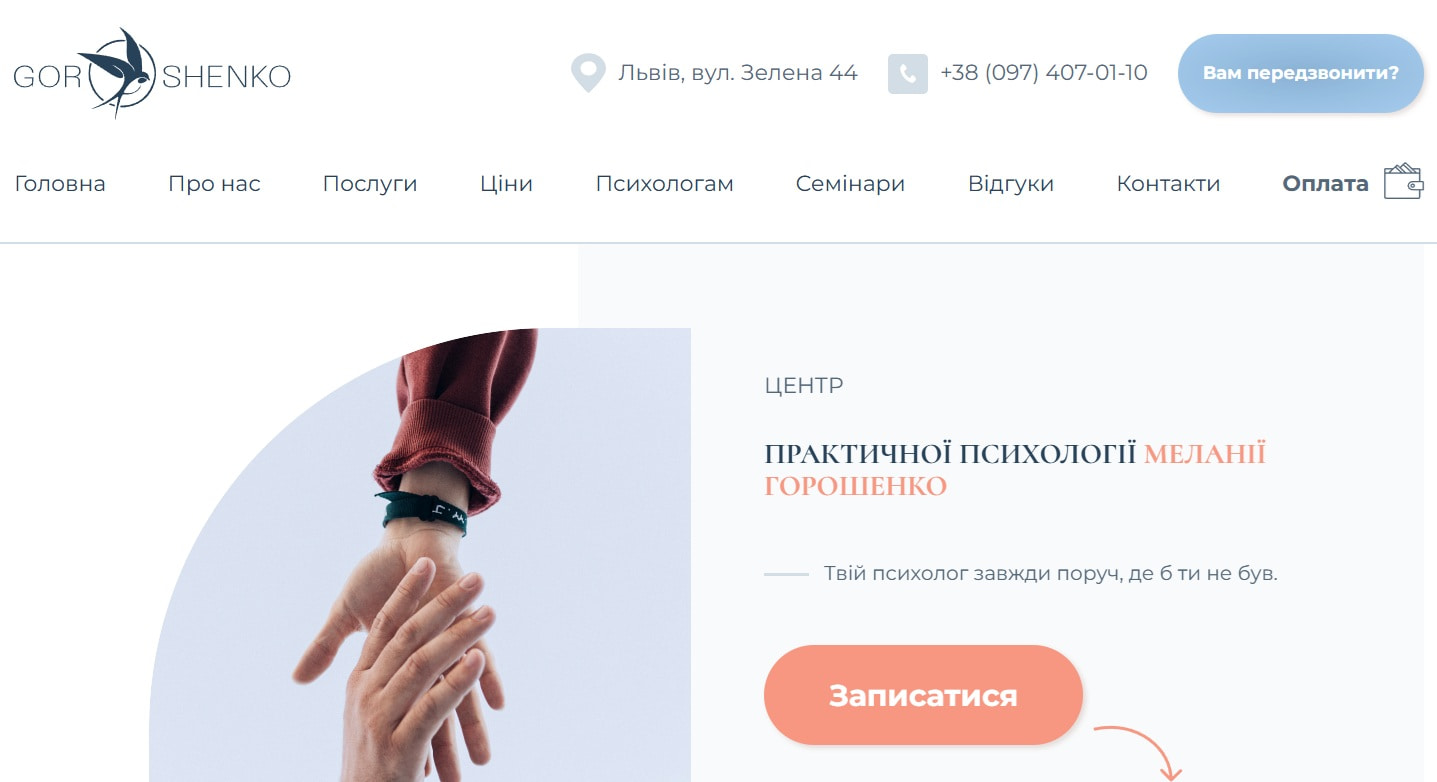 GOR SHENKO
Львів, вул. Зелена 44
+38 (097) 407-01-10
Вам передзвонити?
Головна
Про нас
Послуги
Ціни
Психологам
Семінари
Відгуки
Контакти
Оплата
ЦЕНТР
ПРАКТИЧНОЇ ПСИХОЛОГІЇ МЕЛАНІЇ
ГОРОШЕНКО
Твій психолог завжди поруч, де б ти не був.
Записатися